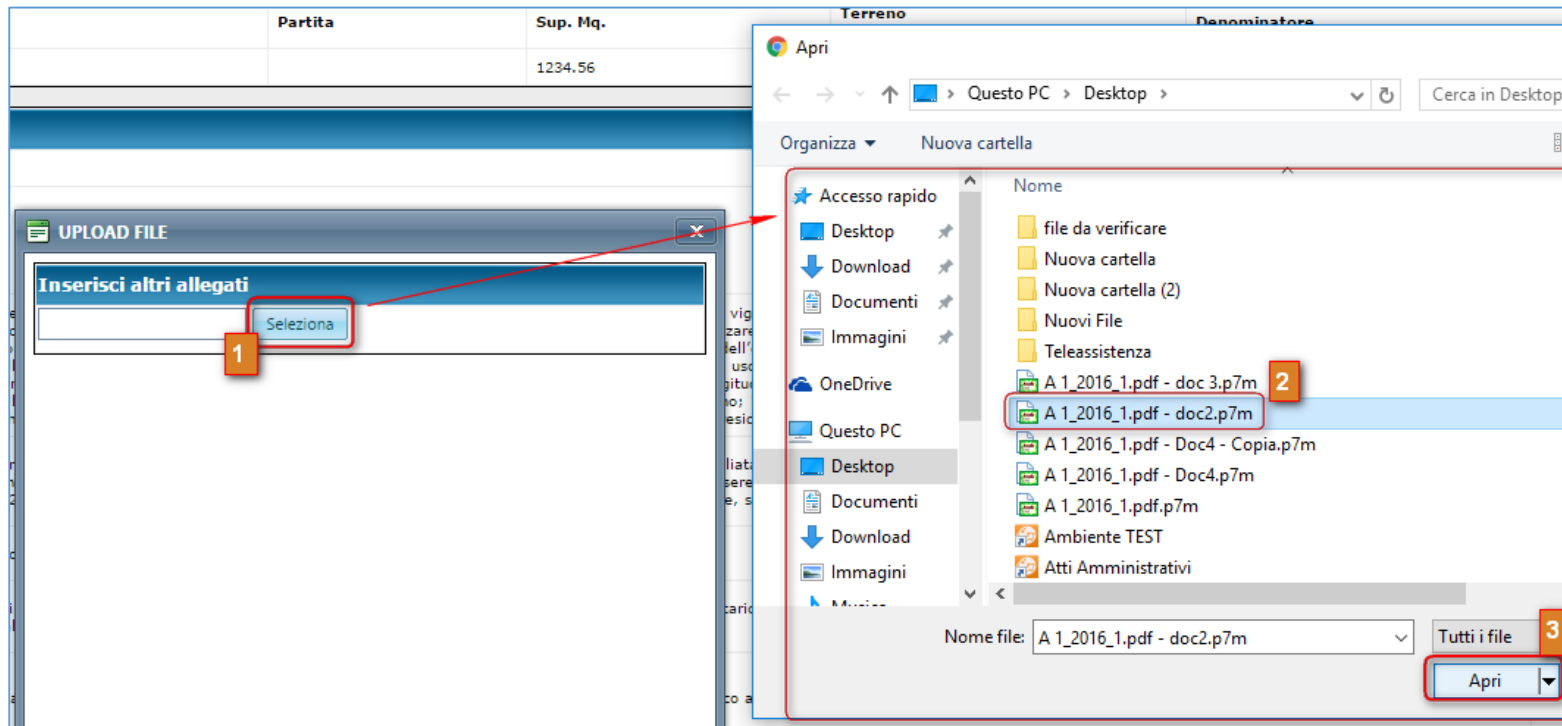 Partita Sup. Mq. Terreno Denominatore
1234.56
Apri
Questo PC > Desktop >
Cerca in Desktop
Organizza Nuova cartella
UPLOAD FILE
X
Inserisci altri allegati
Seleziona
1
Accesso rapido
Desktop
Download
Documenti
Immagini
OneDrive
Questo PC
Desktop
Documenti
Download
Immagini
Musica
Nome
file da verificare
Nuova cartella
Nuova cartella (2)
Nuovi File
Teleassistenza
A 1_2016_1.pdf - doc 3.p7m
2
A 1_2016_1.pdf - doc2.p7m
A 1_2016_1.pdf - Doc4 - Copia.p7m
A 1_2016_1.pdf - Doc4.p7m
A 1_2016_1.pdf.p7m
Ambiente TEST
Atti Amministrativi
Nome file: A 1_2016_1.pdf - doc2.p7m
Tutti i file
3
Apri